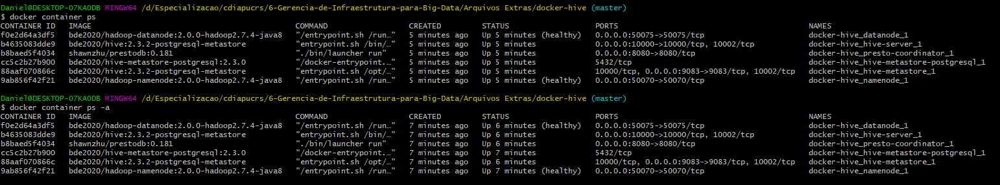 Daniel@DESKTOP-O7KAODB MINGW64 /d/Especializacao/cdiapucrs/6-Gerencia-de-Infraestrutura-para-Big-Data/Arquivos Extras/docker-hive (master)
$ docker container ps
CONTAINER ID IMAGE COMMAND CREATED STATUS PORTS NAMES
f0e2d64a3df5 bde2020/hadoop-datanode:2.0.0-hadoop2.7.4-java8 "/entrypoint.sh /run…" 5 minutes ago Up 5 minutes (healthy) 0.0.0.0:50075->50075/tcp docker-hive_datanode_1
b4635083dde9 bde2020/hive:2.3.2-postgresql-metastore "entrypoint.sh /bin/…" 5 minutes ago Up 5 minutes 0.0.0.0:10000->10000/tcp, 10002/tcp docker-hive_hive-server_1
b8baed5f4034 shawnzhu/prestodb:0.181 "./bin/launcher run" 5 minutes ago Up 5 minutes 0.0.0.0:8080->8080/tcp docker-hive_presto-coordinator_1
cc5c2b27b900 bde2020/hive-metastore-postgresql:2.3.0 "/docker-entrypoint.…" 5 minutes ago Up 5 minutes 5432/tcp docker-hive_hive-metastore-postgresql_1
88aaf070866c bde2020/hive:2.3.2-postgresql-metastore "entrypoint.sh /opt/…" 5 minutes ago Up 5 minutes 10000/tcp, 0.0.0.0:9083->9083/tcp, 10002/tcp docker-hive_hive-metastore_1
9ab856f42f21 bde2020/hadoop-namenode:2.0.0-hadoop2.7.4-java8 "/entrypoint.sh /run…" 5 minutes ago Up 5 minutes (healthy) 0.0.0.0:50070->50070/tcp docker-hive_namenode_1
Daniel@DESKTOP-O7KAODB MINGW64 /d/Especializacao/cdiapucrs/6-Gerencia-de-Infraestrutura-para-Big-Data/Arquivos Extras/docker-hive (master)
$ docker container ps -a
CONTAINER ID IMAGE COMMAND CREATED STATUS PORTS NAMES
f0e2d64a3df5 bde2020/hadoop-datanode:2.0.0-hadoop2.7.4-java8 "/entrypoint.sh /run…" 7 minutes ago Up 6 minutes (healthy) 0.0.0.0:50075->50075/tcp docker-hive_datanode_1
b4635083dde9 bde2020/hive:2.3.2-postgresql-metastore "entrypoint.sh /bin/…" 7 minutes ago Up 6 minutes 0.0.0.0:10000->10000/tcp, 10002/tcp docker-hive_hive-server_1
b8baed5f4034 shawnzhu/prestodb:0.181 "./bin/launcher run" 7 minutes ago Up 6 minutes 0.0.0.0:8080->8080/tcp docker-hive_presto-coordinator_1
cc5c2b27b900 bde2020/hive-metastore-postgresql:2.3.0 "/docker-entrypoint.…" 7 minutes ago Up 7 minutes 5432/tcp docker-hive_hive-metastore-postgresql_1
88aaf070866c bde2020/hive:2.3.2-postgresql-metastore "entrypoint.sh /opt/…" 7 minutes ago Up 6 minutes 10000/tcp, 0.0.0.0:9083->9083/tcp, 10002/tcp docker-hive_hive-metastore_1
9ab856f42f21 bde2020/hadoop-namenode:2.0.0-hadoop2.7.4-java8 "/entrypoint.sh /run…" 7 minutes ago Up 7 minutes (healthy) 0.0.0.0:50070->50070/tcp docker-hive_namenode_1